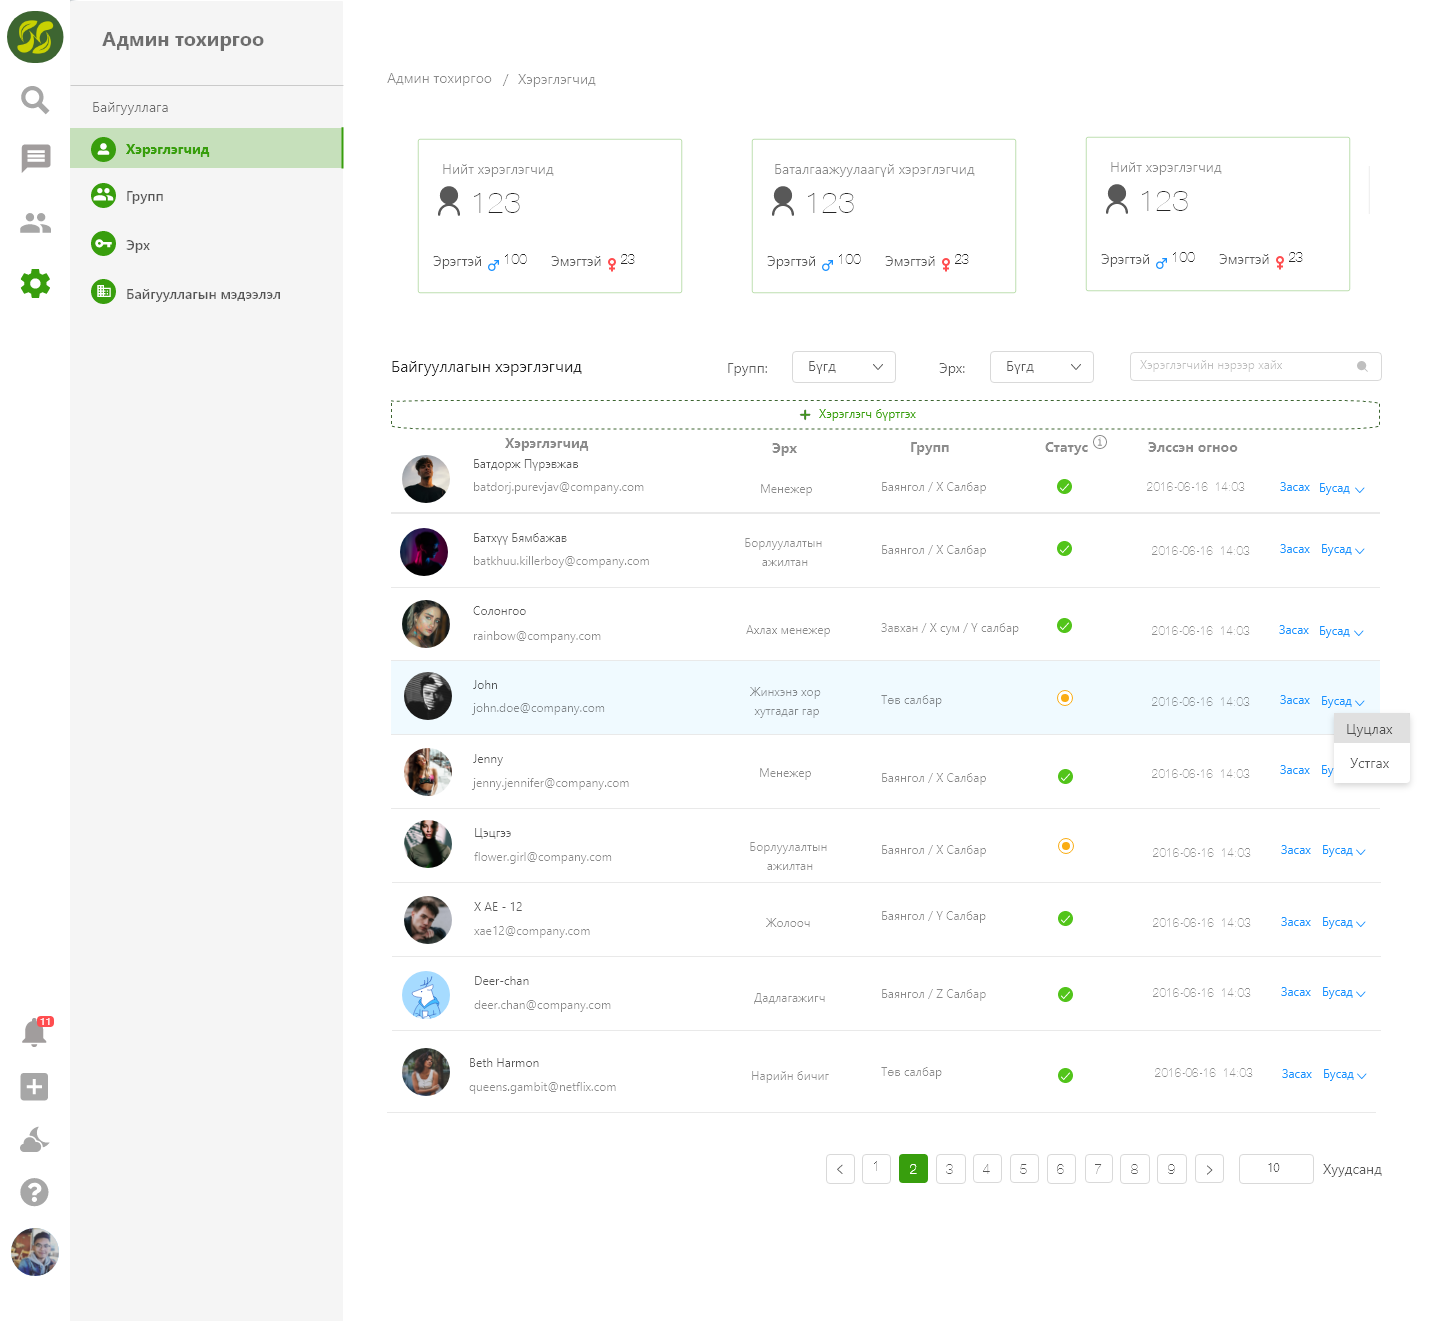 Админ тохиргоо
Байгууллага
Хэрэглэгчид
Групп
Эрх
Байгууллагын мэдээлэл
11
Админ тохиргоо / Хэрэглэгчид
Нийт хэрэглэгчид
123
Эрэгтэй 100 Эмэгтэй 23
Баталгаажуулаагүй хэрэглэгчид
123
Эрэгтэй 100 Эмэгтэй 23
Нийт хэрэглэгчид
123
Эрэгтэй 100 Эмэгтэй 23
Байгууллагын хэрэглэгчид Групп: Бүгд Эрх: Бүгд Хэрэглэгчийн нэрээр хайх
+ Хэрэглэгч бүртгэх
Хэрэглэгчид Эрх Групп Статус 1 Элссэн огноо
Батдорж Пүрэвжав
batdorj.purevjav@company.com Менежер Баянгол / X Салбар 2016-06-16 14:03 Засах Бусад
Батхүү Бямбажав
batkhuu.killerboy@company.com
Борлуулалтын
ажилтан
Баянгол / X Салбар 2016-06-16 14:03 Засах Бусад
Солонгоо
rainbow@company.com Ахлах менежер Завхан / X сум / Y салбар 2016-06-16 14:03 Засах Бусад
John
john.doe@company.com
Жинхэнэ хор
хутгадаг гар
Төв салбар 2016-06-16 14:03 Засах Бусад
Цуцлах
Устгах
Jenny
jenny.jennifer@company.com Менежер Баянгол / X Салбар 2016-06-16 14:03 Засах Бу
Цэцгээ
flower.girl@company.com
Борлуулалтын
ажилтан
Баянгол / X Салбар 2016-06-16 14:03 Засах Бусад
X AE - 12
xae12@company.com Жолооч Баянгол / Y Салбар 2016-06-16 14:03 Засах Бусад
Deer-chan
deer.chan@company.com Дадлагажигч Баянгол / Z Салбар 2016-06-16 14:03 Засах Бусад
Beth Harmon
queens.gambit@netflix.com Нарийн бичиг Төв салбар 2016-06-16 14:03 Засах Бусад
< 1 2 3 4 5 6 7 8 9 > 10 Хуудсанд